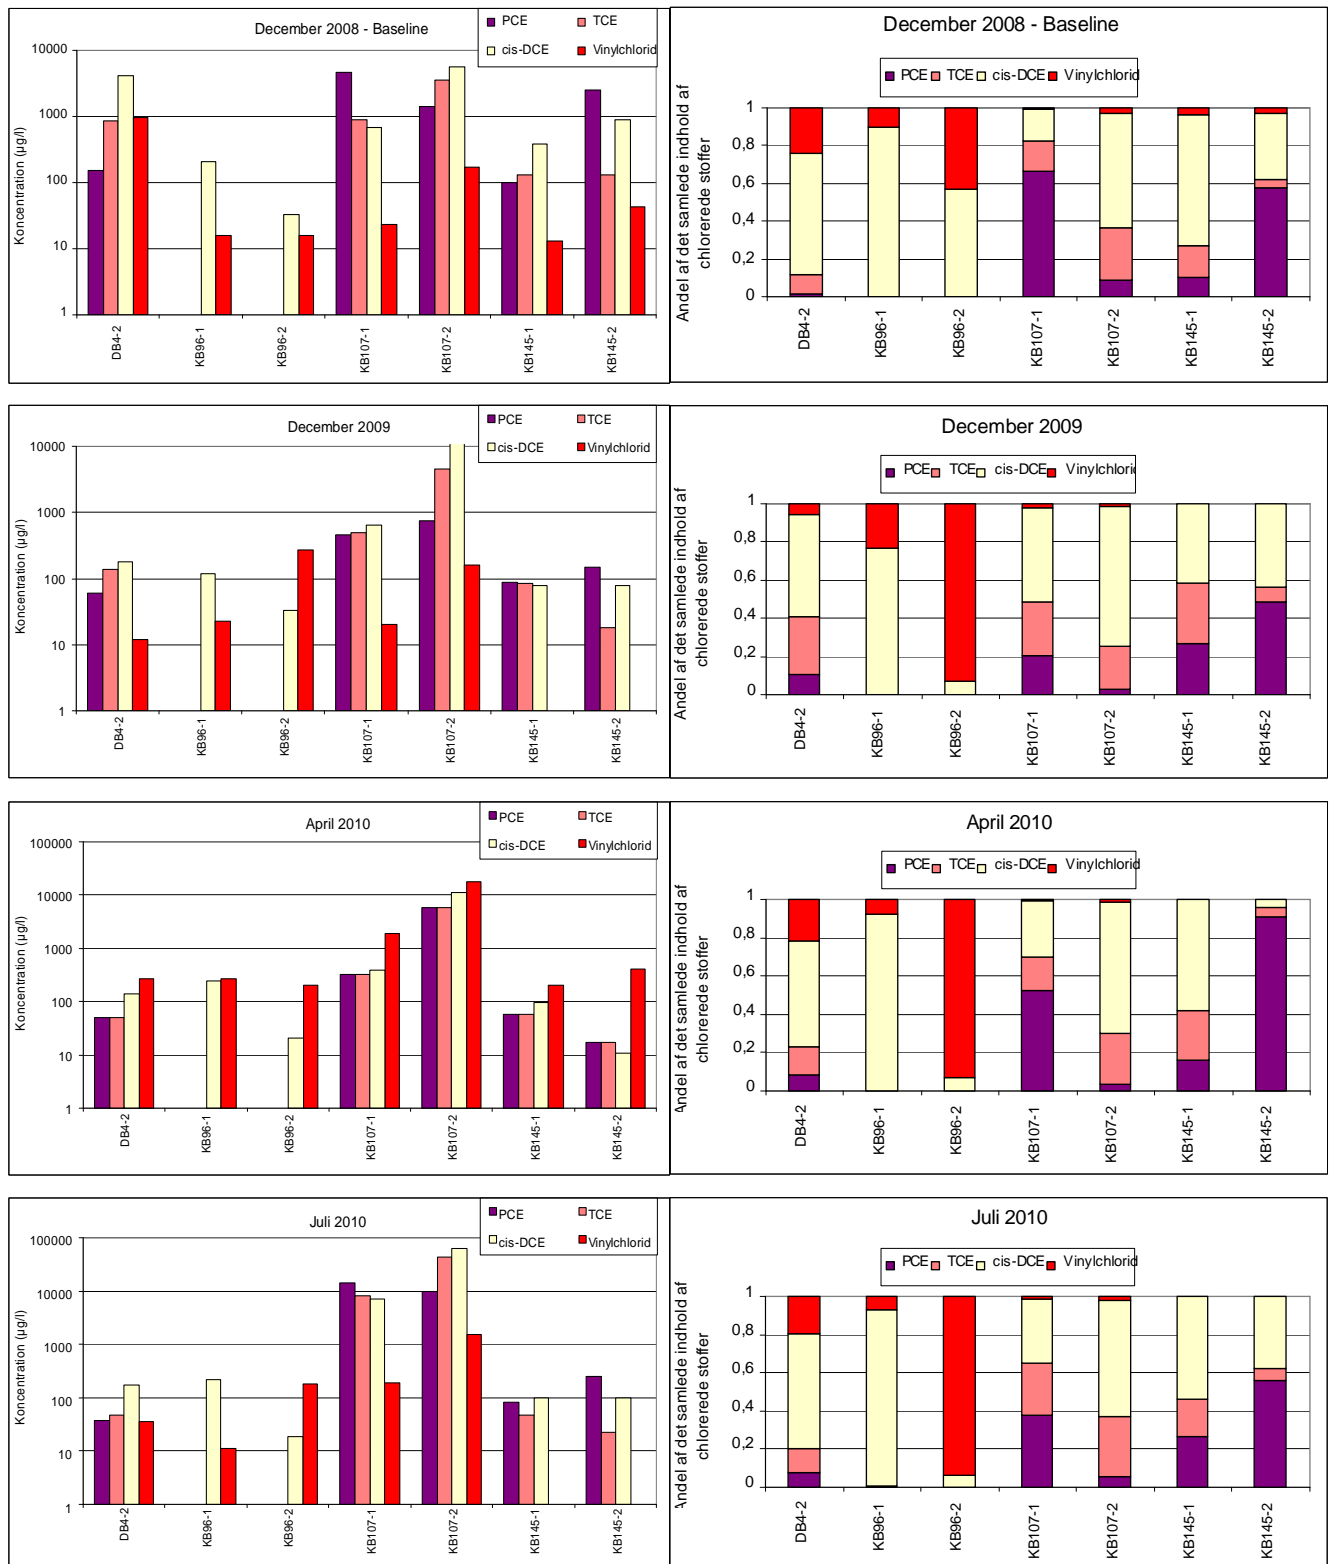 December 2008 - Baseline
PCE
TCE
cis-DCE
Vinylchlorid
Koncentration (µg/l)
10000
1000
100
10
1
DB4-2
KB96-1
KB96-2
KB107-1
KB107-2
KB145-1
KB145-2
December 2008 - Baseline
PCE TCE cis-DCE Vinylchlorid
Andel af det samlede indhold af
chlorerede stoffer
1
0,8
0,6
0,4
0,2
0
DB4-2
KB96-1
KB96-2
KB107-1
KB107-2
KB145-1
KB145-2
December 2009
PCE
TCE
cis-DCE
Vinylchlorid
Koncentration (µg/l)
10000
1000
100
10
1
DB4-2
KB96-1
KB96-2
KB107-1
KB107-2
KB145-1
KB145-2
December 2009
PCE TCE cis-DCE Vinylchlorid
Andel af det samlede indhold af
chlorerede stoffer
1
0,8
0,6
0,4
0,2
0
DB4-2
KB96-1
KB96-2
KB107-1
KB107-2
KB145-1
KB145-2
April 2010
PCE
TCE
cis-DCE
Vinylchlorid
Koncentration (µg/l)
100000
10000
1000
100
10
1
DB4-2
KB96-1
KB96-2
KB107-1
KB107-2
KB145-1
KB145-2
April 2010
PCE TCE cis-DCE Vinylchlorid
Andel af det samlede indhold af
chlorerede stoffer
1
0,8
0,6
0,4
0,2
0
DB4-2
KB96-1
KB96-2
KB107-1
KB107-2
KB145-1
KB145-2
Juli 2010
PCE
TCE
cis-DCE
Vinylchlorid
Koncentration (µg/l)
100000
10000
1000
100
10
1
DB4-2
KB96-1
KB96-2
KB107-1
KB107-2
KB145-1
KB145-2
Juli 2010
PCE TCE cis-DCE Vinylchlorid
Andel af det samlede indhold af
chlorerede stoffer
1
0,8
0,6
0,4
0,2
0
DB4-2
KB96-1
KB96-2
KB107-1
KB107-2
KB145-1
KB145-2